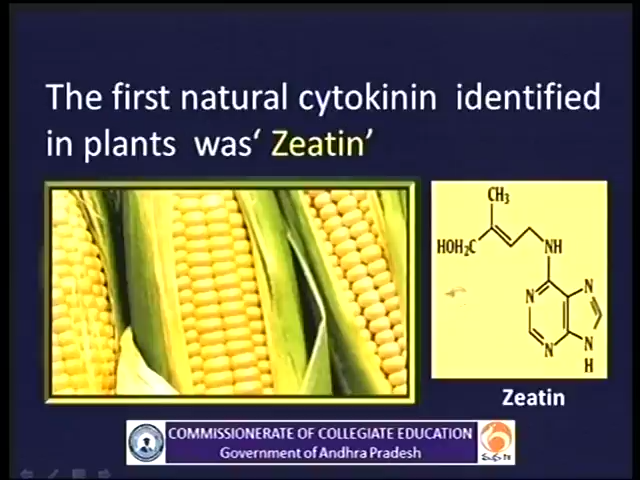 The first natural cytokinin identified
in plants was‘ Zeatin’
CH₃
HOH₂C
NH
N
N
N
N
H
Zeatin
COMMISSIONERATE OF COLLEGIATE EDUCATION
Government of Andhra Pradesh